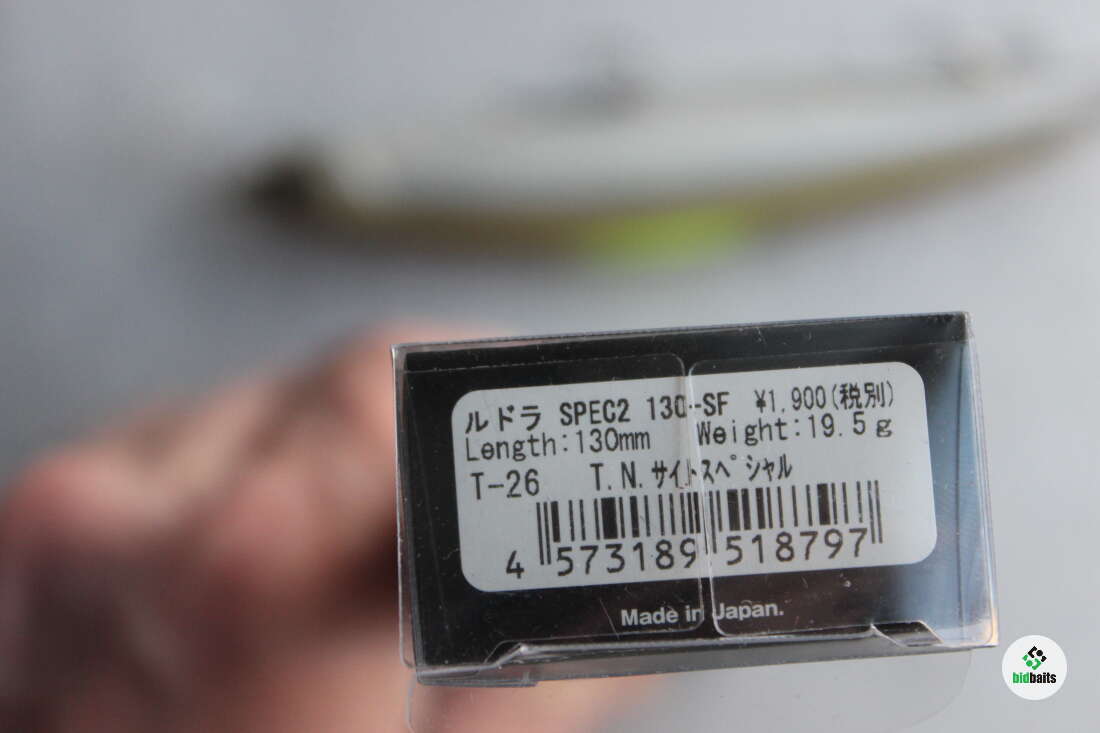 ルドラ SPEC2 130-SF ¥1,900(税別)
Length:130mm Weight:19.5g
T-26 T.N.サイトスペシャル
4 573189 518797
Made in Japan.
bidbaits